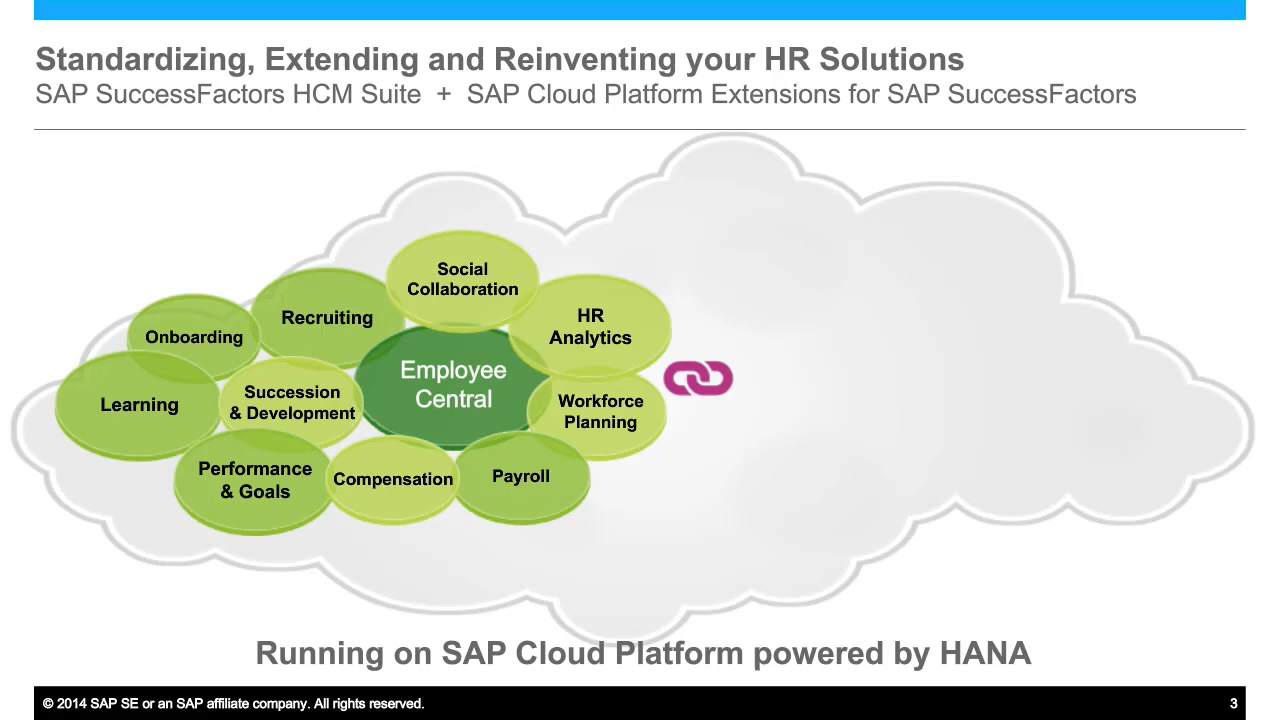 Standardizing, Extending and Reinventing your HR Solutions
SAP SuccessFactors HCM Suite + SAP Cloud Platform Extensions for SAP SuccessFactors
Social
Collaboration
Recruiting
HR
Analytics
Onboarding
Employee
Central
Learning
Succession
& Development
Workforce
Planning
Performance
& Goals
Compensation
Payroll
Running on SAP Cloud Platform powered by HANA
© 2014 SAP SE or an SAP affiliate company. All rights reserved.
3